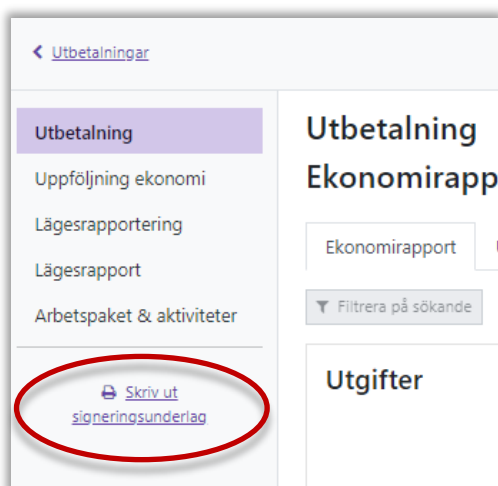 Utbetalningar
Utbetalning
Uppföljning ekonomi
Lägesrapportering
Lägesrapport
Arbetspaket & aktiviteter
Skriv ut
signeringsunderlag
Utbetalning
Ekonomirapp
Ekonomirapport
Filtrera på sökande
Utgifter